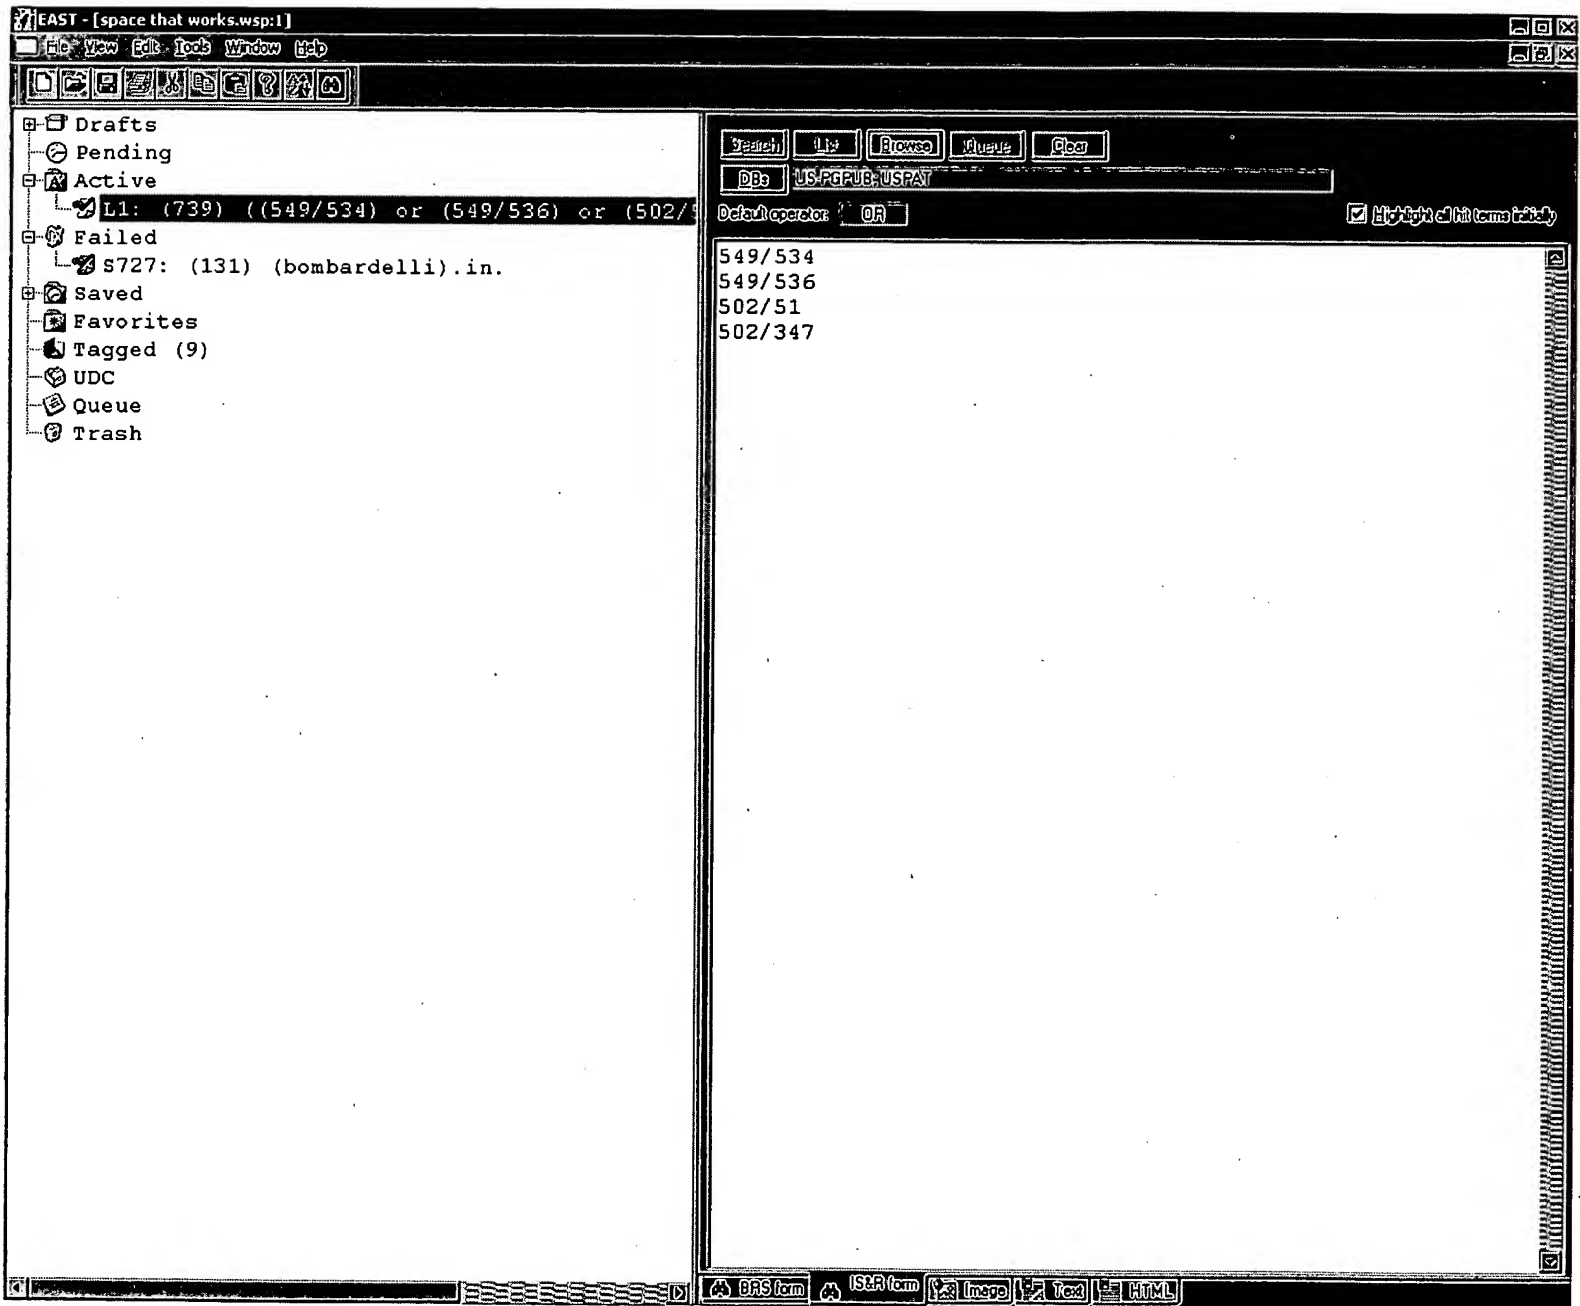 EAST - [space that works.wsp:1]
File View Edit Tools Window Help
Drafts
Pending
Active
L1: (739) ((549/534) or (549/536) or (502/5
Failed
S727: (131) (bombardelli).in.
Saved
Favorites
Tagged (9)
UDC
Queue
Trash
Search List Browse Queue Clear
DBs US-PGPUB; USPAT
Default operator: OR Highlight all hit terms initially
549/534
549/536
502/51
502/347
BRS form IS&R form Image Text HTML